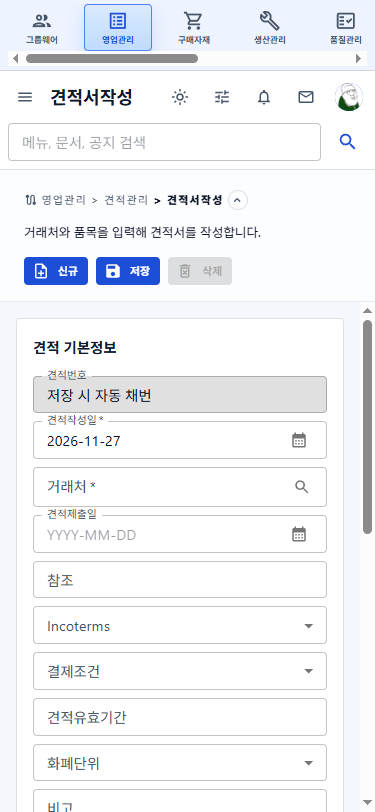 그룹웨어 영업관리 구매자재 생산관리 품질관리
견적서작성
메뉴, 문서, 공지 검색
영업관리 > 견적관리 > 견적서작성
거래처와 품목을 입력해 견적서를 작성합니다.
신규 저장 삭제
견적 기본정보
견적번호
저장 시 자동 채번
견적작성일 *
2026-11-27
거래처 *
견적제출일
YYYY-MM-DD
참조
Incoterms
결제조건
견적유효기간
화폐단위
비고